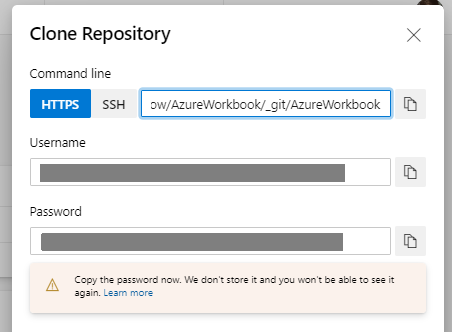 Clone Repository
Command line
HTTPS
SSH
ow/AzureWorkbook/_git/AzureWorkbook
Username
Password
Copy the password now. We don't store it and you won't be able to see it
again. Learn more